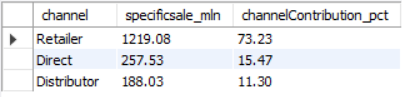 channel specificsale_mln channelContribution_pct
Retailer 1219.08 73.23
Direct 257.53 15.47
Distributor 188.03 11.30